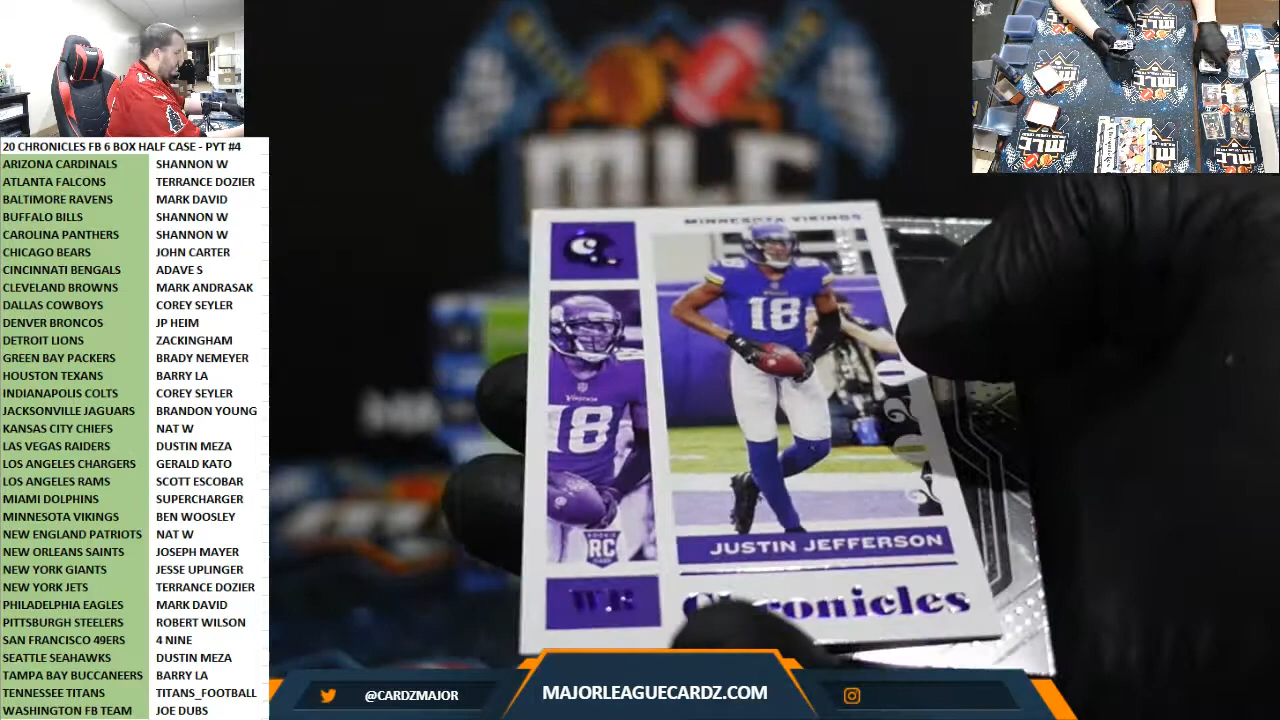 20 CHRONICLES FB 6 BOX HALF CASE - PYT #4
ARIZONA CARDINALS SHANNON W
ATLANTA FALCONS TERRANCE DOZIER
BALTIMORE RAVENS MARK DAVID
BUFFALO BILLS SHANNON W
CAROLINA PANTHERS SHANNON W
CHICAGO BEARS JOHN CARTER
CINCINNATI BENGALS ADAVE S
CLEVELAND BROWNS MARK ANDRASAK
DALLAS COWBOYS COREY SEYLER
DENVER BRONCOS JP HEIM
DETROIT LIONS ZACKINGHAM
GREEN BAY PACKERS BRADY NEMEYER
HOUSTON TEXANS BARRY LA
INDIANAPOLIS COLTS COREY SEYLER
JACKSONVILLE JAGUARS BRANDON YOUNG
KANSAS CITY CHIEFS NAT W
LAS VEGAS RAIDERS DUSTIN MEZA
LOS ANGELES CHARGERS GERALD KATO
LOS ANGELES RAMS SCOTT ESCOBAR
MIAMI DOLPHINS SUPERCHARGER
MINNESOTA VIKINGS BEN WOOSLEY
NEW ENGLAND PATRIOTS NAT W
NEW ORLEANS SAINTS JOSEPH MAYER
NEW YORK GIANTS JESSE UPLINGER
NEW YORK JETS TERRANCE DOZIER
PHILADELPHIA EAGLES MARK DAVID
PITTSBURGH STEELERS ROBERT WILSON
SAN FRANCISCO 49ERS 4 NINE
SEATTLE SEAHAWKS DUSTIN MEZA
TAMPA BAY BUCCANEERS BARRY LA
TENNESSEE TITANS TITANS_FOOTBALL
WASHINGTON FB TEAM JOE DUBS
MLC
MINNESOTA VIKINGS
C
18
18
2020
RC
JUSTIN JEFFERSON
WR
Chronicles
@CARDZMAJOR
MAJORLEAGUECARDZ.COM
MLC
MLC
MLC
MLC